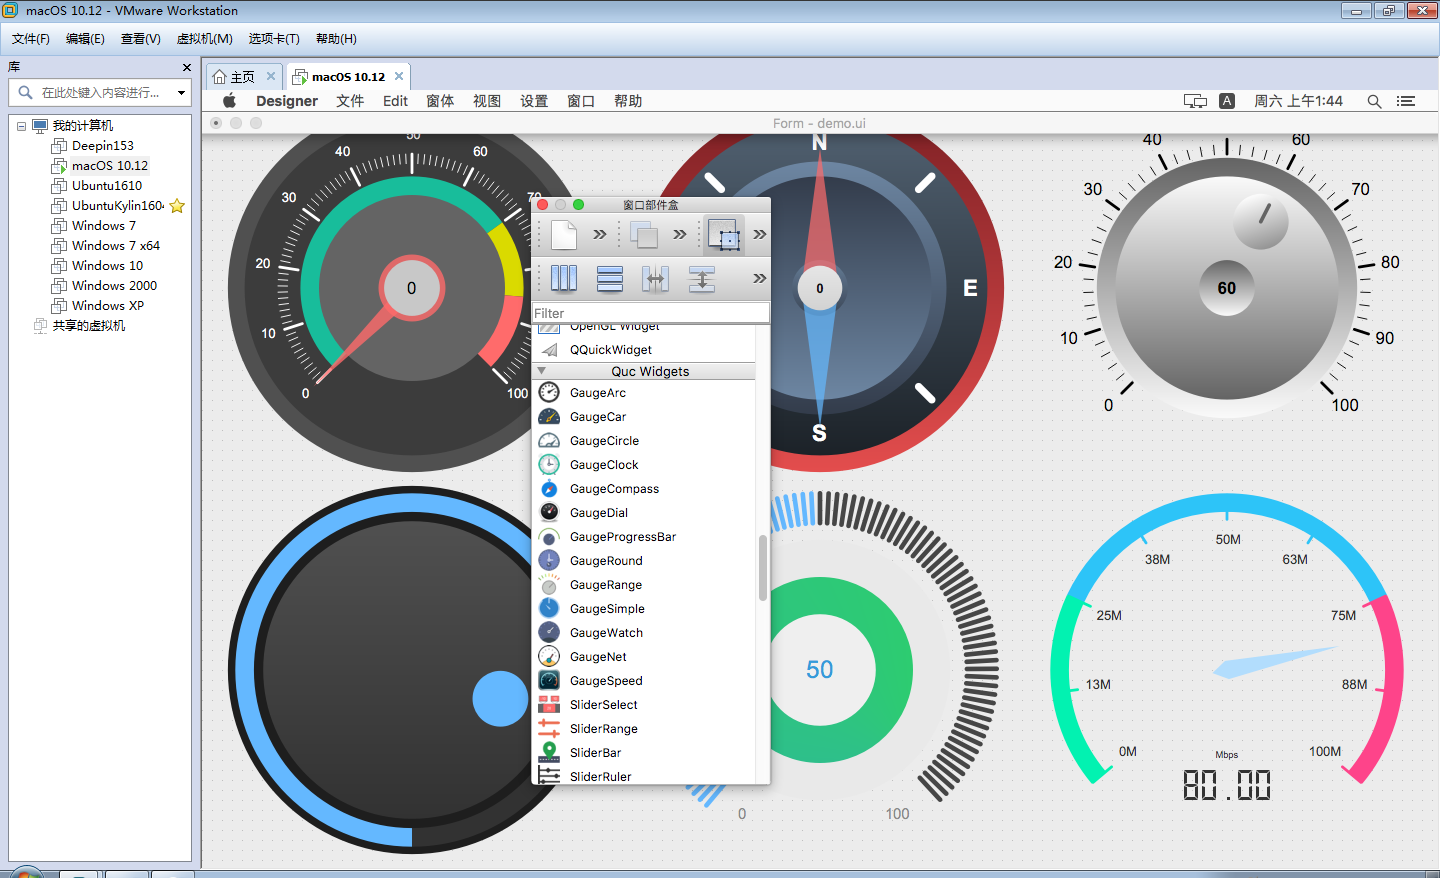 macOS 10.12 - VMware Workstation
文件(F) 编辑(E) 查看(V) 虚拟机(M) 选项卡(T) 帮助(H)
库
在此处键入内容进行...
我的计算机
Deepin153
macOS 10.12
Ubuntu1610
UbuntuKylin1604
Windows 7
Windows 7 x64
Windows 10
Windows 2000
Windows XP
共享的虚拟机
主页 macOS 10.12
Designer 文件 Edit 窗体 视图 设置 窗口 帮助
A 周六 上午1:44
Form - demo.ui
0 10 20 30 40 50 60 70 100
0
N
E
S
0
0 10 20 30 40 60 70 80 90 100
60
窗口部件盒
Filter
OpenGL Widget
QQuickWidget
Quc Widgets
GaugeArc
GaugeCar
GaugeCircle
GaugeClock
GaugeCompass
GaugeDial
GaugeProgressBar
GaugeRound
GaugeRange
GaugeSimple
GaugeWatch
GaugeNet
GaugeSpeed
SliderSelect
SliderRange
SliderBar
SliderRuler
50
0 100
0M 13M 25M 38M 50M 63M 75M 88M 100M
Mbps
80.00